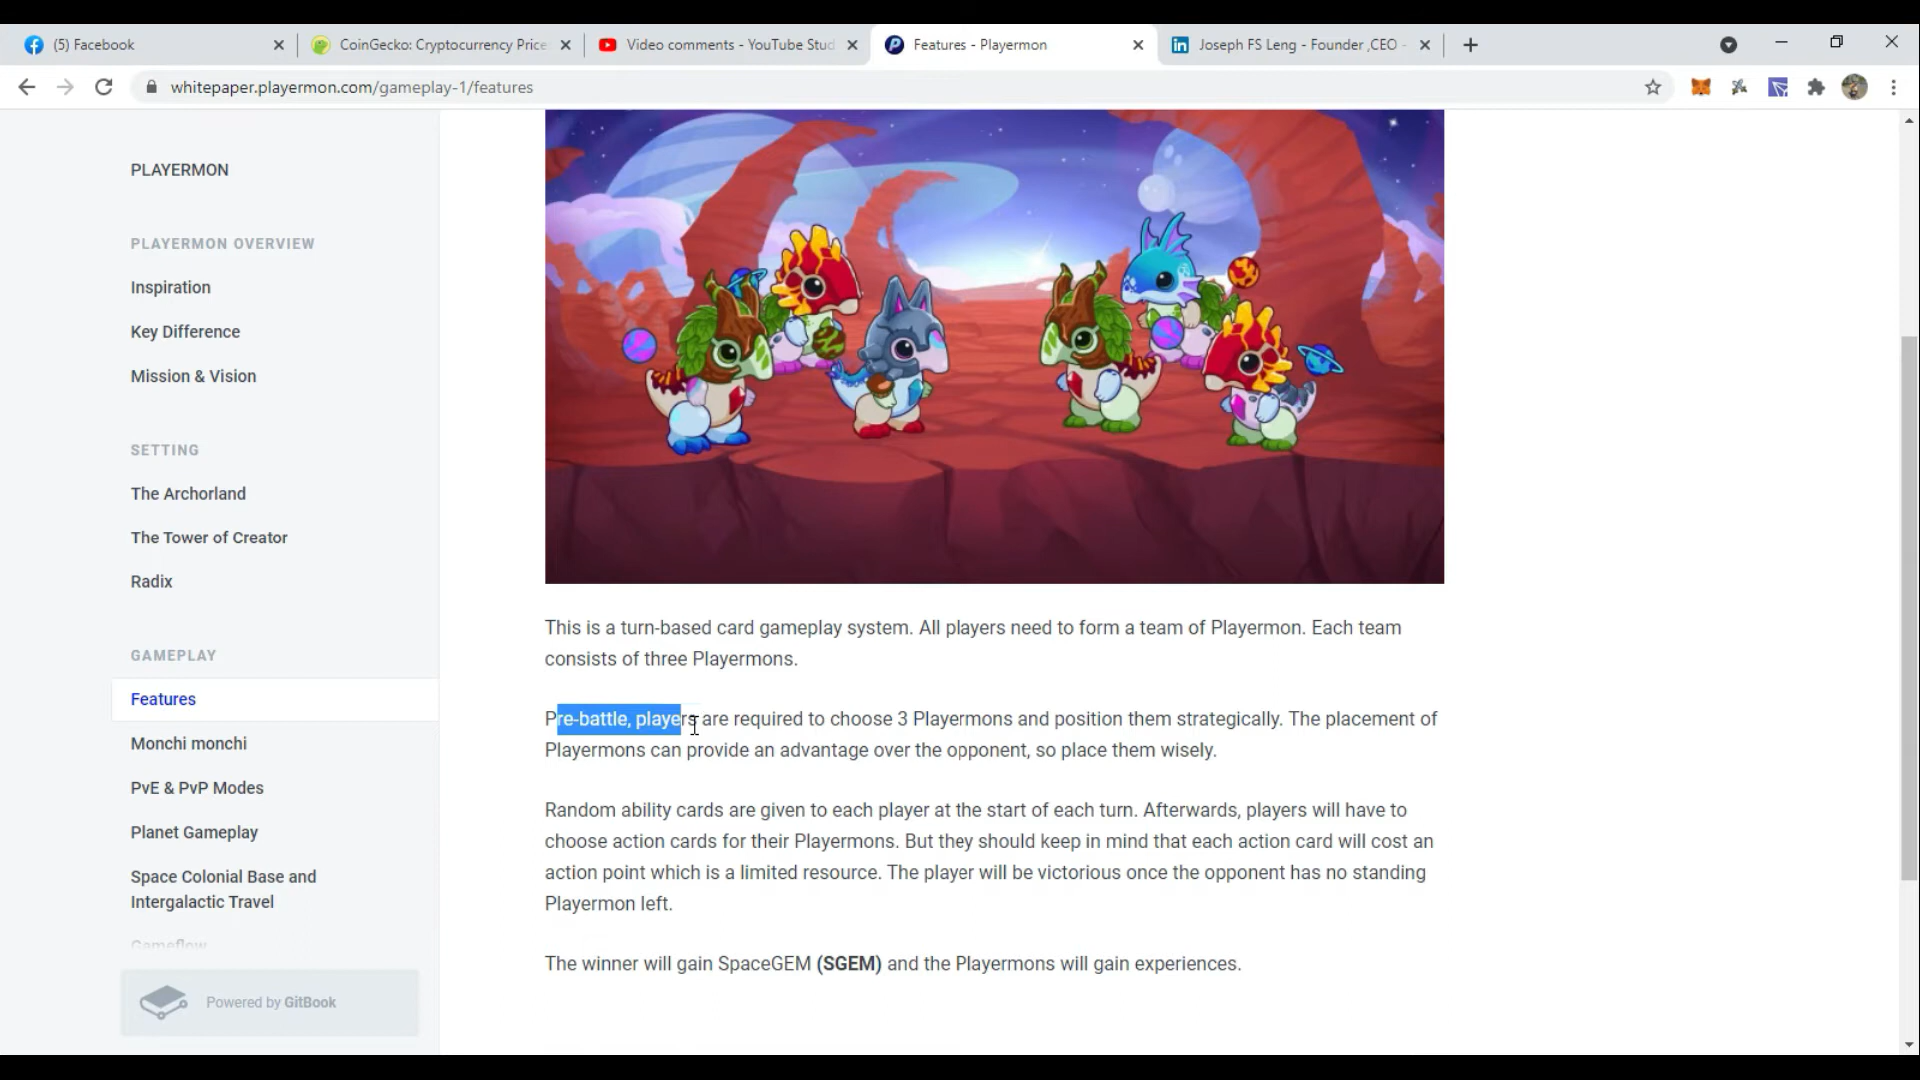 (5) Facebook
CoinGecko: Cryptocurrency Price
Video comments - YouTube Stud
Features - Playermon
Joseph FS Leng - Founder ,CEO -
whitepaper.playermon.com/gameplay-1/features
PLAYERMON
PLAYERMON OVERVIEW
Inspiration
Key Difference
Mission & Vision
SETTING
The Archorland
The Tower of Creator
Radix
GAMEPLAY
Features
Monchi monchi
PvE & PvP Modes
Planet Gameplay
Space Colonial Base and
Intergalactic Travel
Gameflow
Powered by GitBook
This is a turn-based card gameplay system. All players need to form a team of Playermon. Each team
consists of three Playermons.
Pre-battle, players are required to choose 3 Playermons and position them strategically. The placement of
Playermons can provide an advantage over the opponent, so place them wisely.
Random ability cards are given to each player at the start of each turn. Afterwards, players will have to
choose action cards for their Playermons. But they should keep in mind that each action card will cost an
action point which is a limited resource. The player will be victorious once the opponent has no standing
Playermon left.
The winner will gain SpaceGEM (SGEM) and the Playermons will gain experiences.